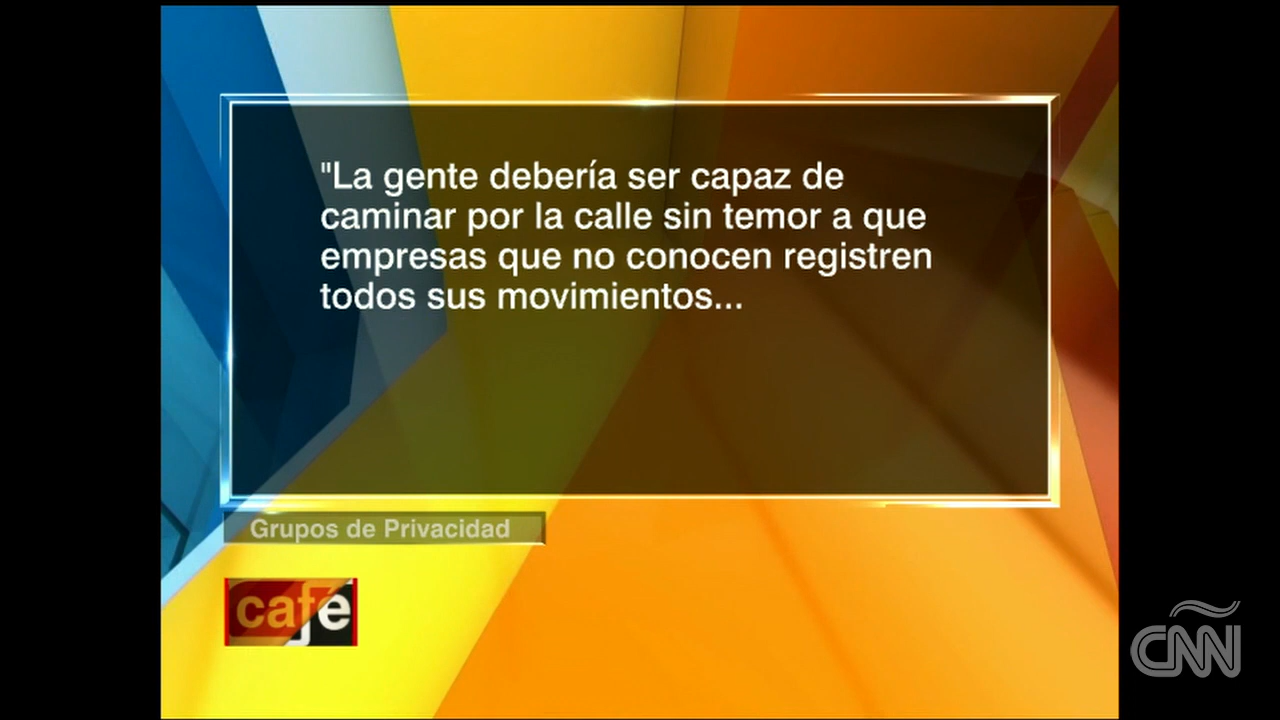 "La gente debería ser capaz de
caminar por la calle sin temor a que
empresas que no conocen registren
todos sus movimientos...
Grupos de Privacidad
café
CNN